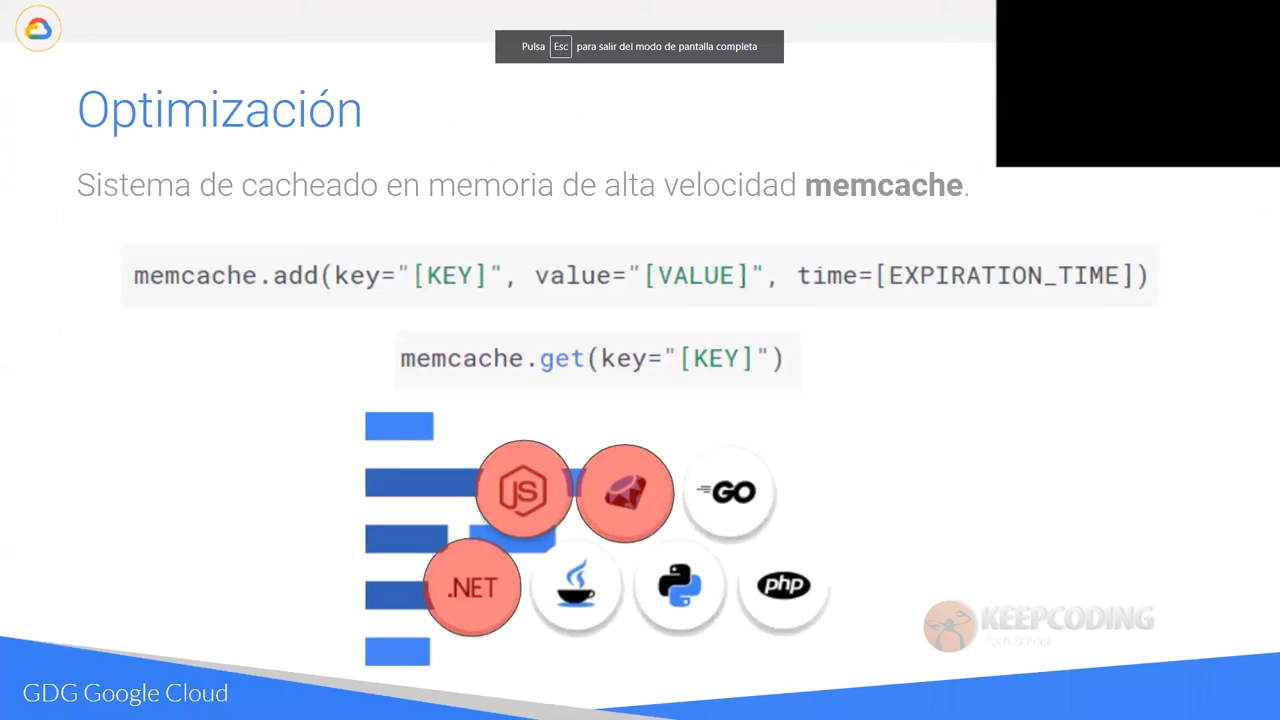 Pulsa Esc para salir del modo de pantalla completa
Optimización
Sistema de cacheado en memoria de alta velocidad memcache.
memcache.add(key="[KEY]", value="[VALUE]", time=[EXPIRATION_TIME])
memcache.get(key="[KEY]")
JS
GO
.NET
php
KEEPCODING
Tech School
GDG Google Cloud